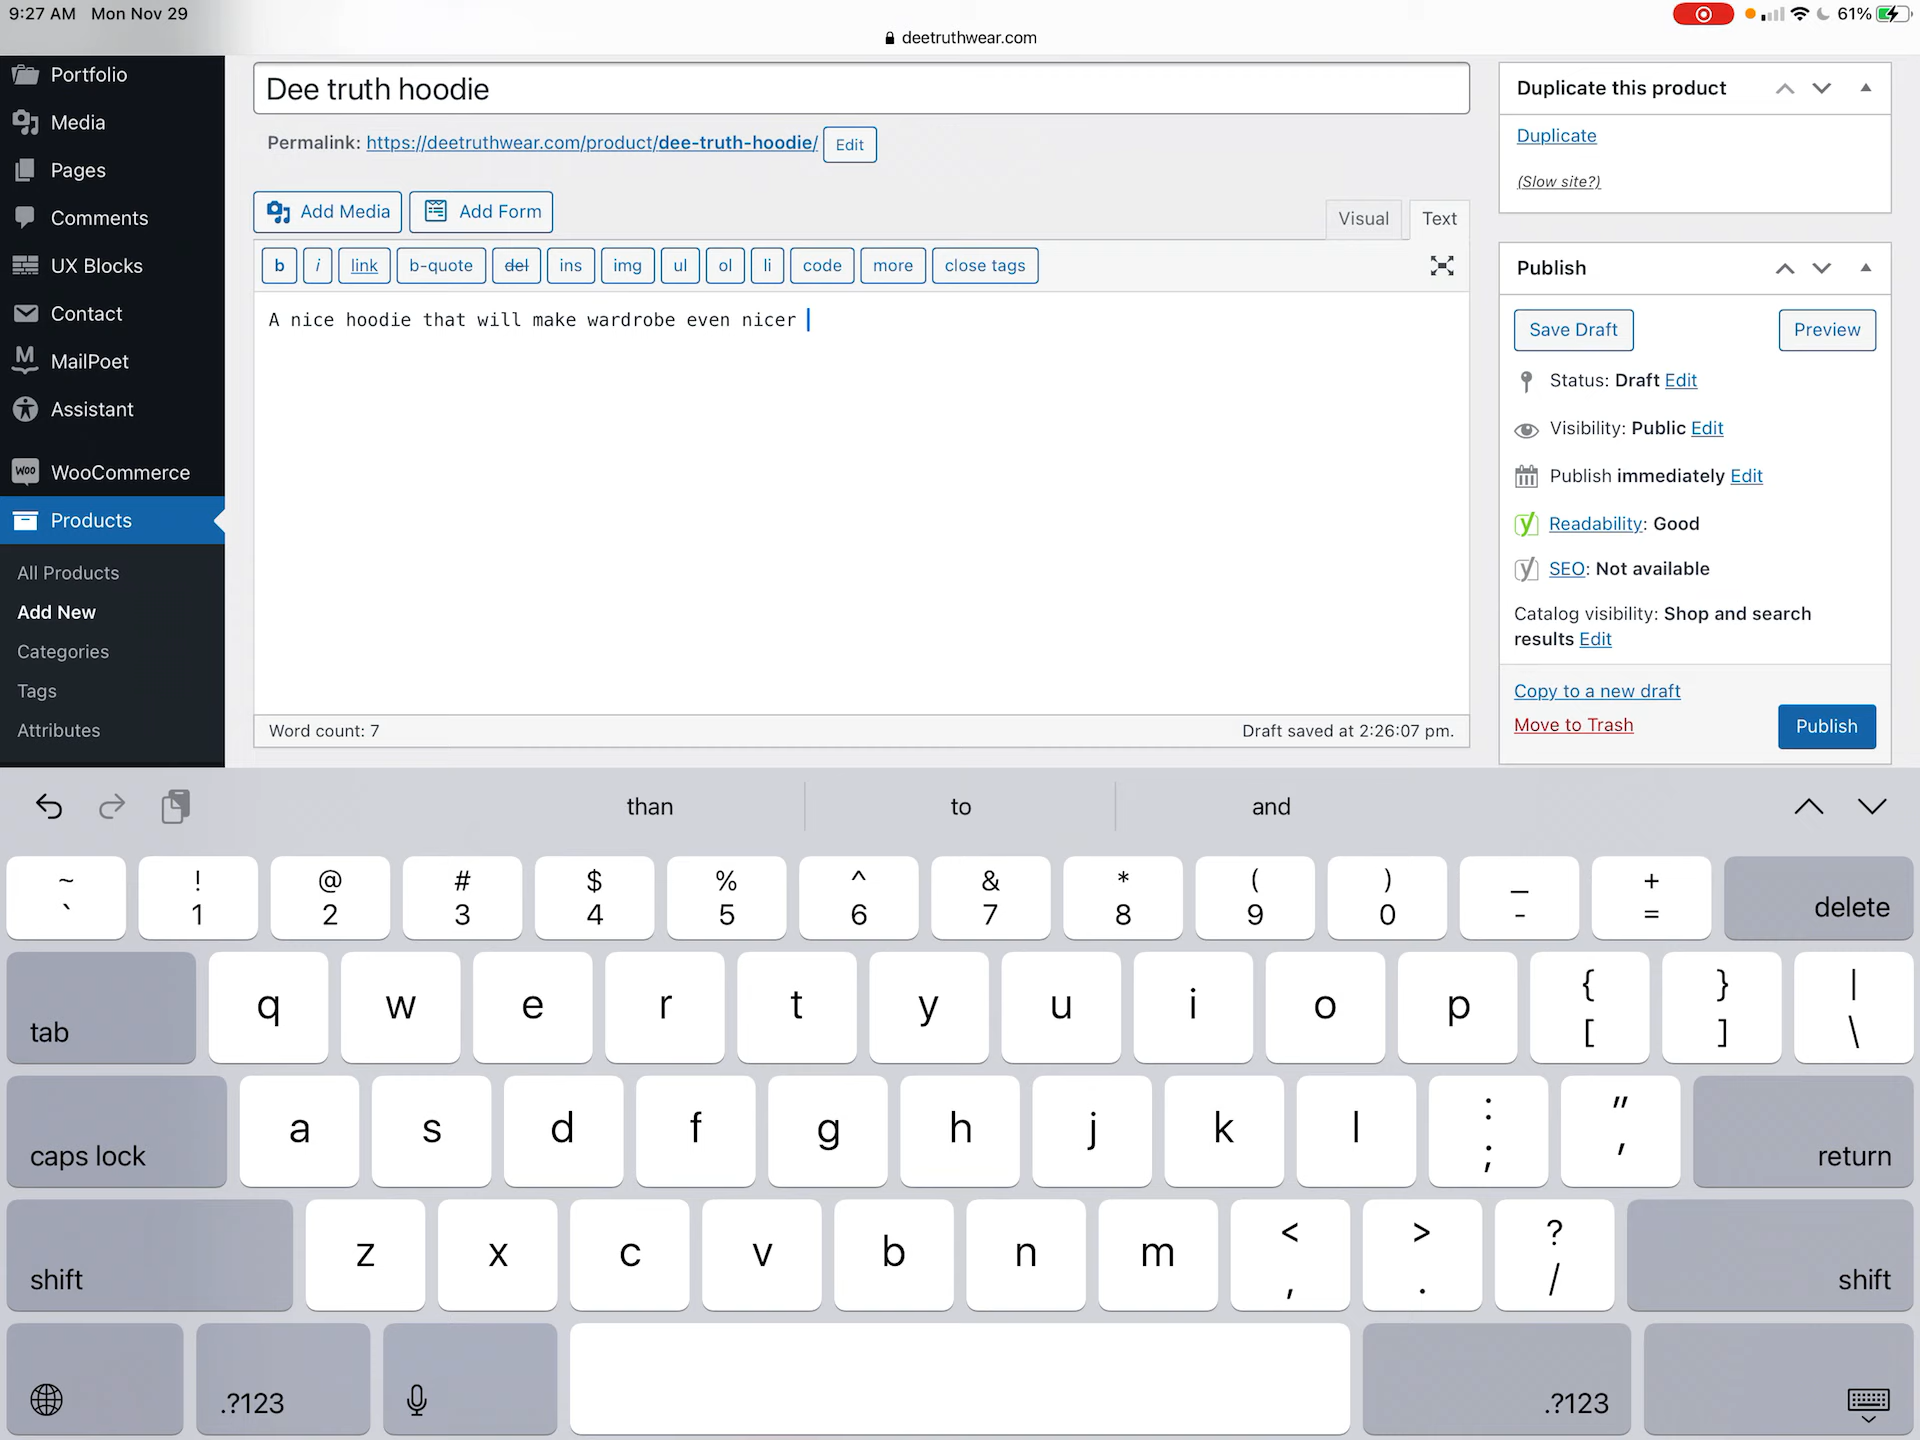 9:27 AM Mon Nov 29
61%
deetruthwear.com
Portfolio
Media
Pages
Comments
UX Blocks
Contact
MailPoet
Assistant
WooCommerce
Products
All Products
Add New
Categories
Tags
Attributes
Dee truth hoodie
Permalink: https://deetruthwear.com/product/dee-truth-hoodie/ Edit
Add Media Add Form
Visual Text
b i link b-quote del ins img ul ol li code more close tags
A nice hoodie that will make wardrobe even nicer
Word count: 7
Draft saved at 2:26:07 pm.
Duplicate this product
Duplicate
(Slow site?)
Publish
Save Draft Preview
Status: Draft Edit
Visibility: Public Edit
Publish immediately Edit
Readability: Good
SEO: Not available
Catalog visibility: Shop and search
results Edit
Copy to a new draft
Move to Trash
Publish
than to and
~ ! @ # $ % ^ & * ( ) _ +
` 1 2 3 4 5 6 7 8 9 0 - = delete
tab q w e r t y u i o p { [ } ] | \
caps lock a s d f g h j k l : ; " ' return
shift z x c v b n m < , > . ? / shift
.?123 .?123